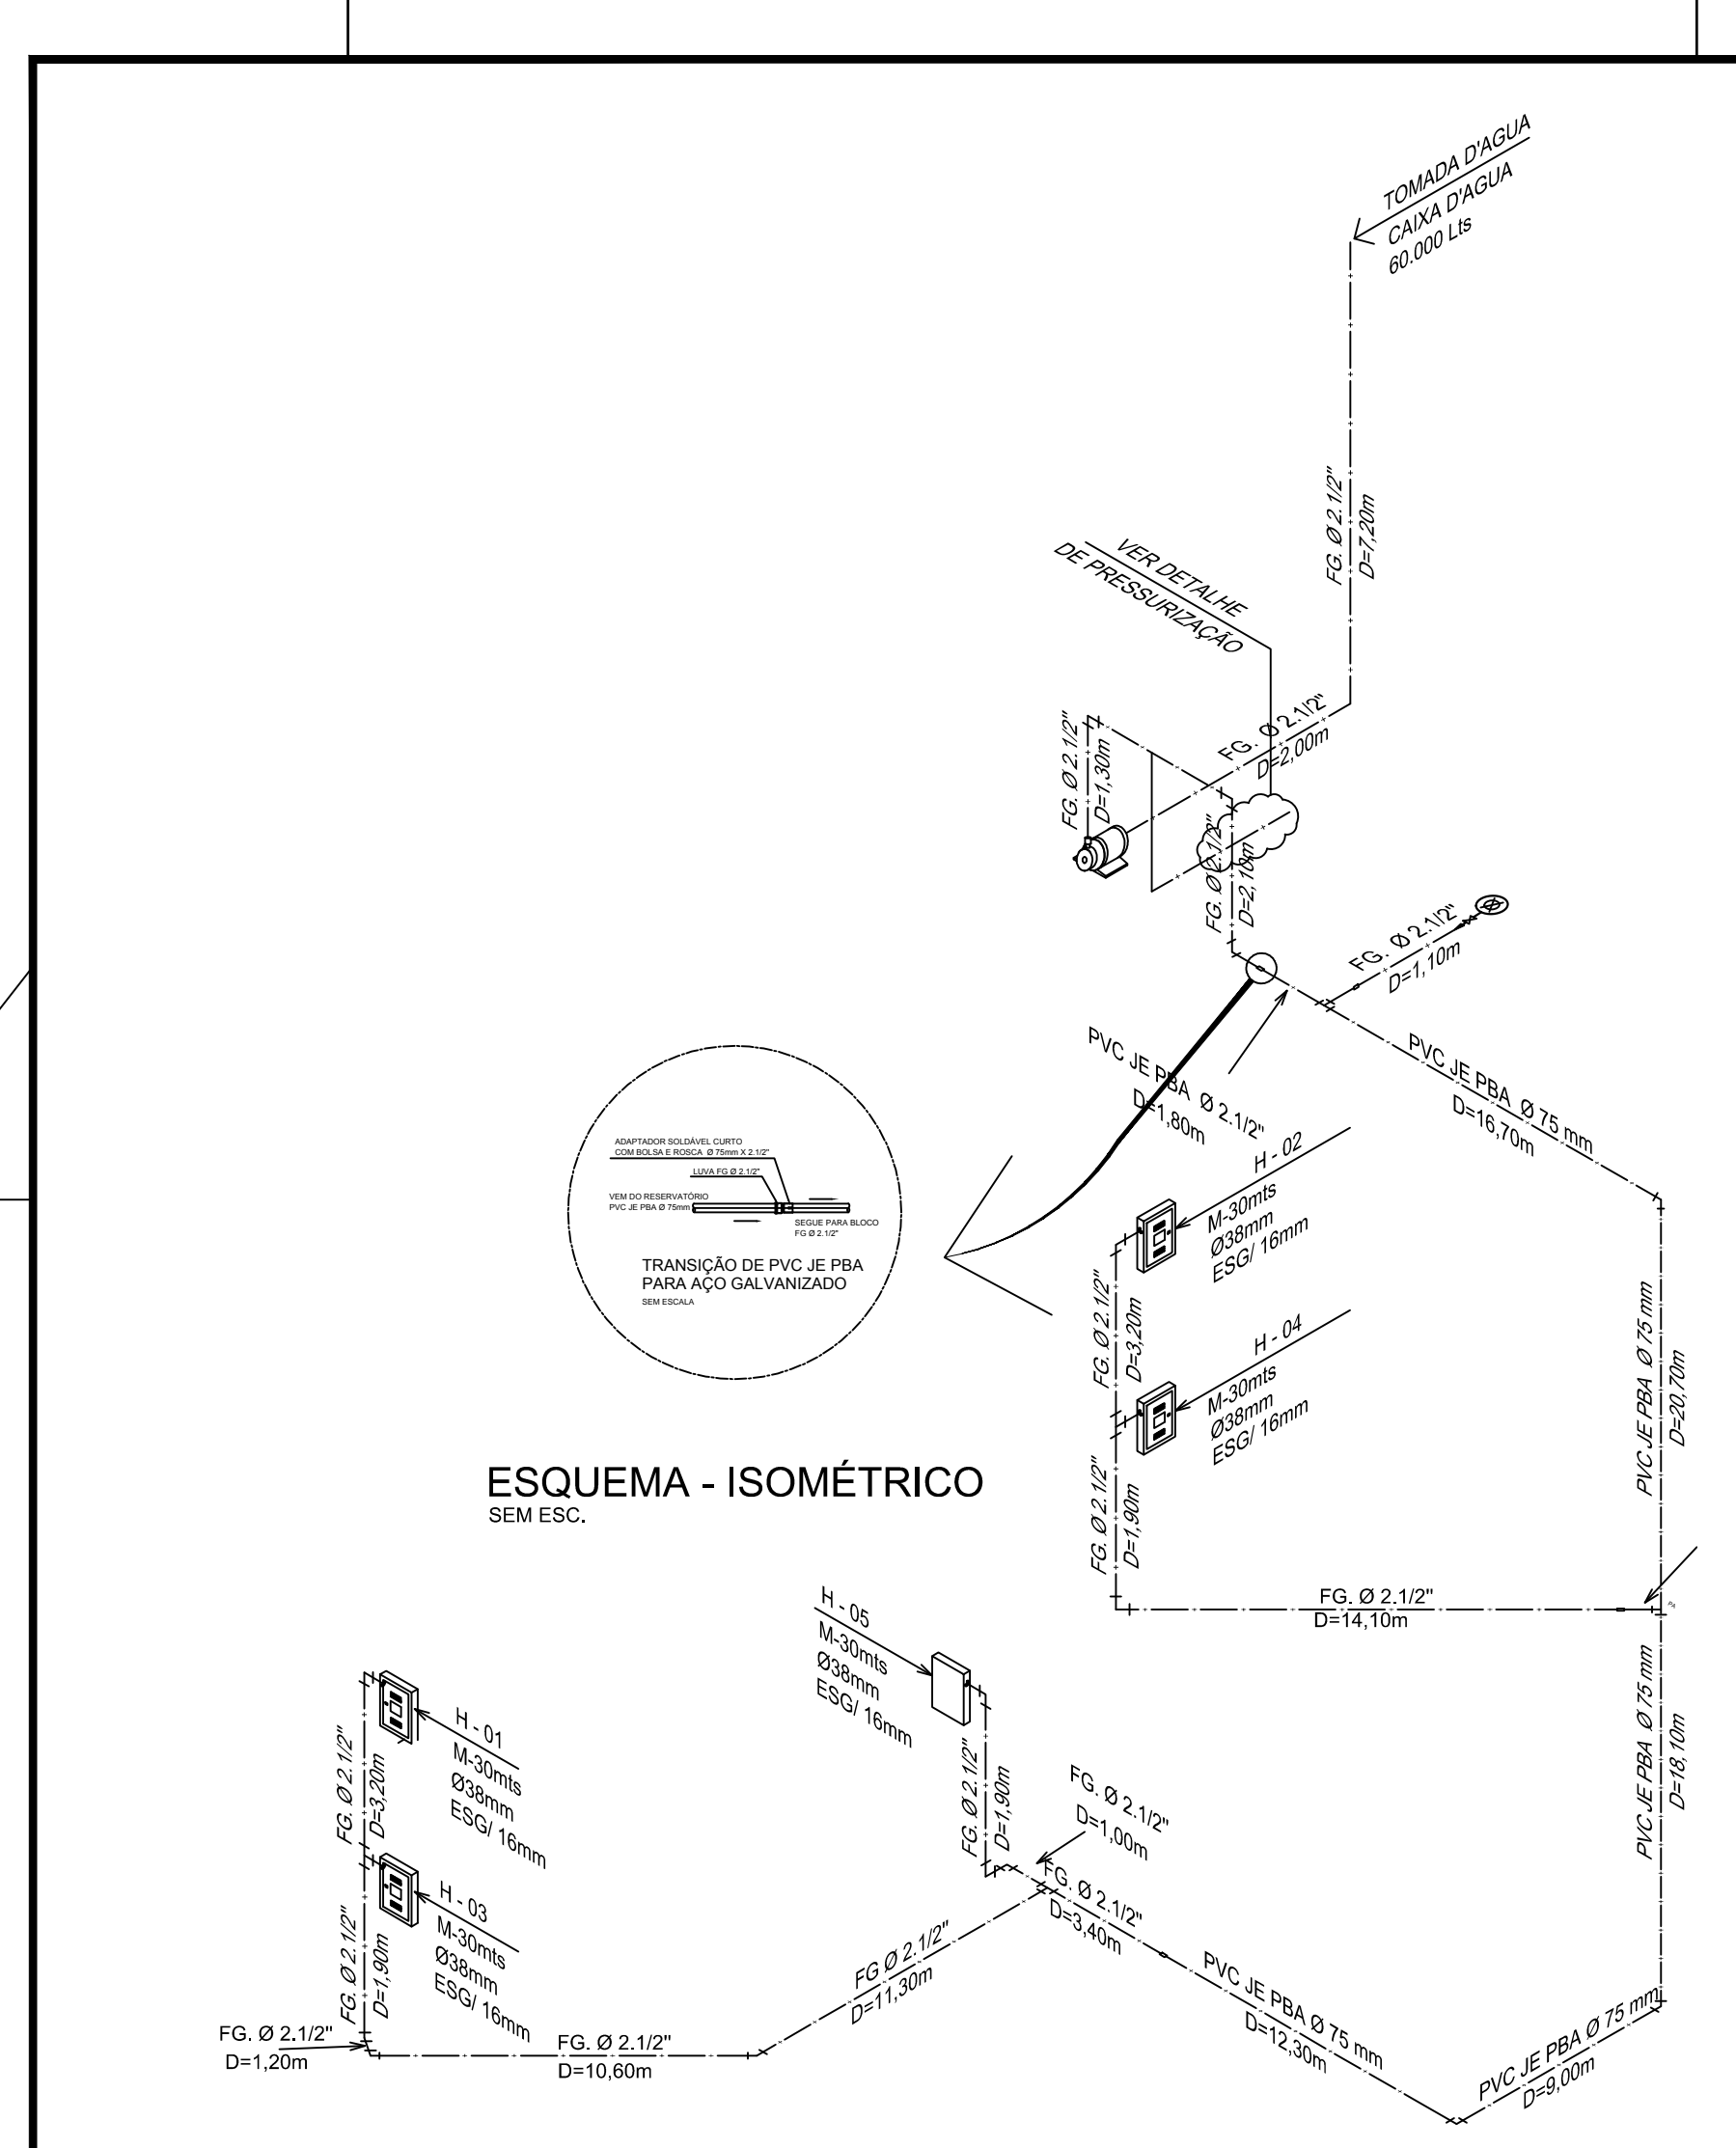 TOMADA D'AGUA
CAIXA D'AGUA
60.000 Lts
FG. Ø 2.1/2"
D=7,20m
VER DETALHE
DE PRESSURIZAÇÃO
FG. Ø 2.1/2"
D=2,00m
FG. Ø 2.1/2"
D=1,30m
FG. Ø 2.1/2"
D=2,10m
FG. Ø 2.1/2"
D=1,10m
PVC JE PBA Ø 2.1/2"
D=1,80m
PVC JE PBA Ø 75 mm
D=16,70m
ADAPTADOR SOLDÁVEL CURTO
COM BOLSA E ROSCA Ø 75mm X 2.1/2"
LUVA FG Ø 2.1/2"
VEM DO RESERVATÓRIO
PVC JE PBA Ø 75mm
SEGUE PARA BLOCO
FG Ø 2.1/2"
TRANSIÇÃO DE PVC JE PBA
PARA AÇO GALVANIZADO
SEM ESCALA
H - 02
M-30mts
Ø38mm
ESG/ 16mm
FG. Ø 2.1/2"
D=3,20m
H - 04
M-30mts
Ø38mm
ESG/ 16mm
FG. Ø 2.1/2"
D=1,90m
PVC JE PBA Ø 75 mm
D=20,70m
ESQUEMA - ISOMÉTRICO
SEM ESC.
FG. Ø 2.1/2"
D=14,10m
PA
H - 05
M-30mts
Ø38mm
ESG/ 16mm
FG. Ø 2.1/2"
D=1,90m
PVC JE PBA Ø 75 mm
D=18,10m
H - 01
M-30mts
Ø38mm
ESG/ 16mm
FG. Ø 2.1/2"
D=3,20m
FG. Ø 2.1/2"
D=1,00m
H - 03
M-30mts
Ø38mm
ESG/ 16mm
FG. Ø 2.1/2"
D=1,90m
FG. Ø 2.1/2"
D=3,40m
FG Ø 2.1/2"
D=11,30m
PVC JE PBA Ø 75 mm
D=12,30m
PVC JE PBA Ø 75 mm
D=9,00m
FG. Ø 2.1/2"
D=1,20m
FG. Ø 2.1/2"
D=10,60m